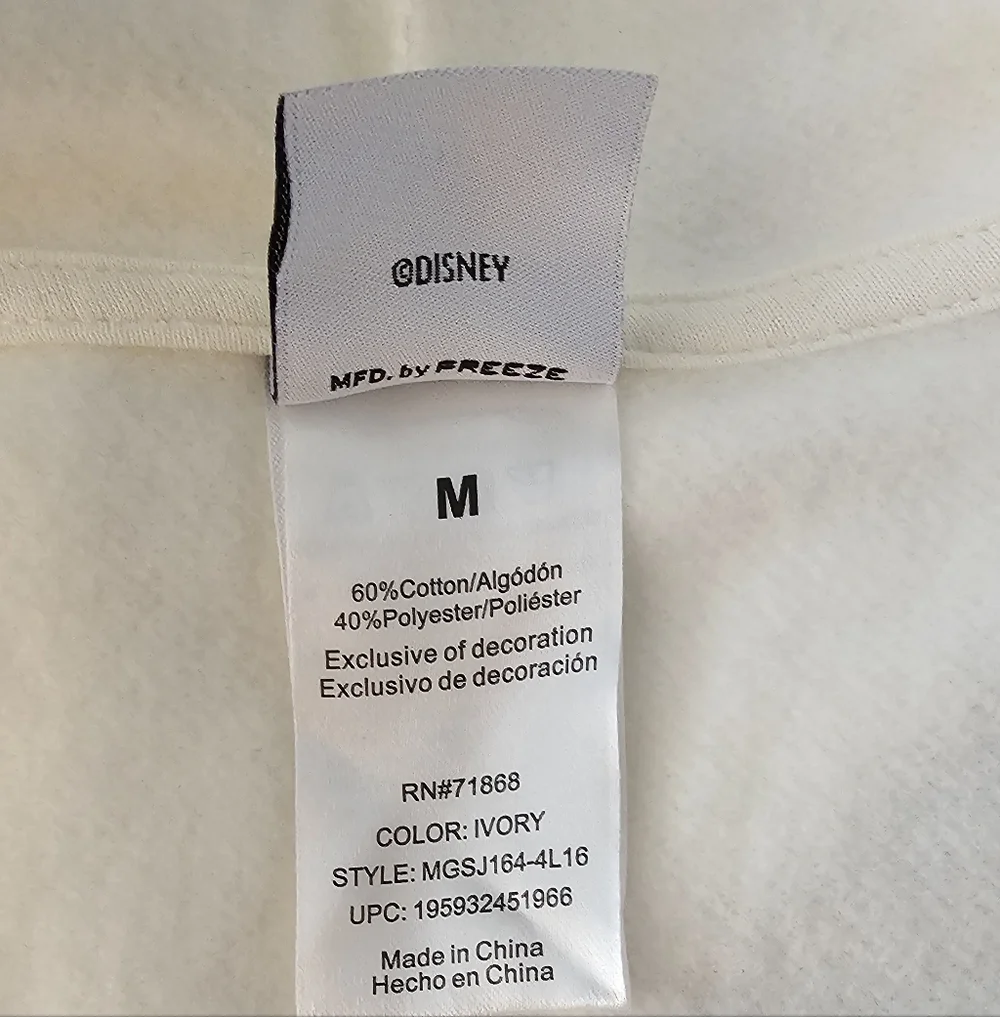 ©DISNEY
MFD. by FREEZE
M
60%Cotton/Algódón
40%Polyester/Poliéster
Exclusive of decoration
Exclusivo de decoración
RN#71868
COLOR: IVORY
STYLE: MGSJ164-4L16
UPC: 195932451966
Made in China
Hecho en China